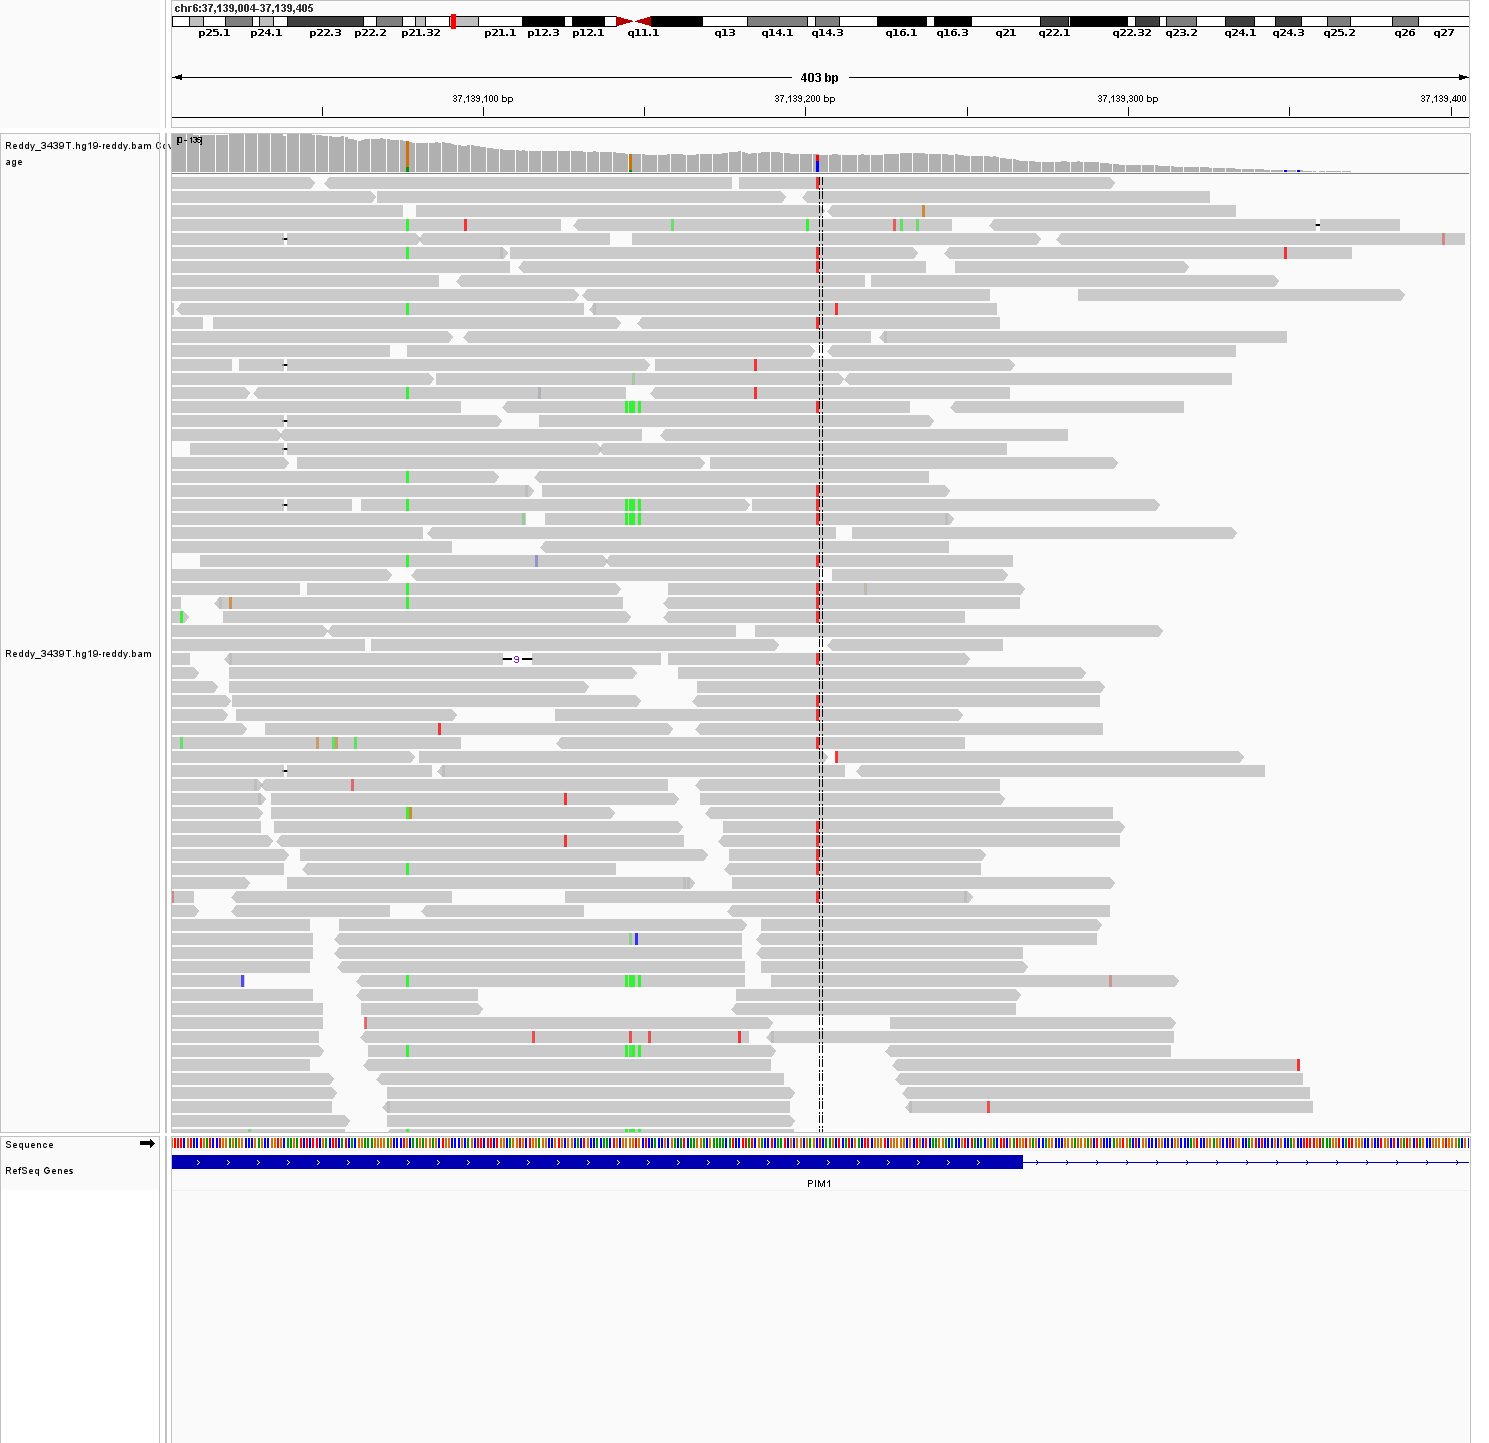 chr6:37,139,004-37,139,405
p25.1 p24.1 p22.3 p22.2 p21.32 p21.1 p12.3 p12.1 q11.1 q13 q14.1 q14.3 q16.1 q16.3 q21 q22.1 q22.32 q23.2 q24.1 q24.3 q25.2 q26 q27
403 bp
37,139,100 bp 37,139,200 bp 37,139,300 bp 37,139,400
Reddy_3439T.hg19-reddy.bam Cov
age
[0 - 136]
Reddy_3439T.hg19-reddy.bam
9
Sequence
RefSeq Genes
PIM1